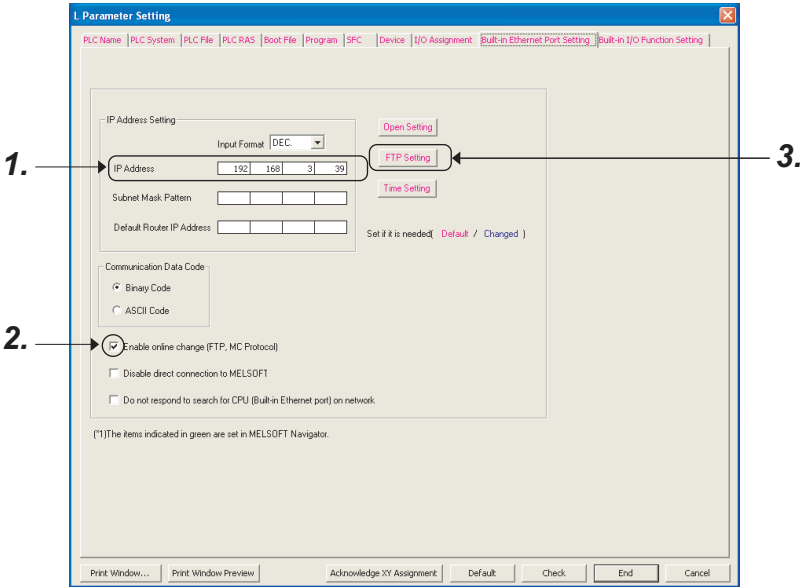 L Parameter Setting
PLC Name PLC System PLC File PLC RAS Boot File Program SFC Device I/O Assignment Built-in Ethernet Port Setting Built-in I/O Function Setting
IP Address Setting
Input Format DEC.
Open Setting
1.
IP Address 192 168 3 39
FTP Setting
3.
Subnet Mask Pattern
Time Setting
Default Router IP Address
Set if it is needed( Default / Changed )
Communication Data Code
Binary Code
ASCII Code
2.
Enable online change (FTP, MC Protocol)
Disable direct connection to MELSOFT
Do not respond to search for CPU (Built-in Ethernet port) on network
(*1)The items indicated in green are set in MELSOFT Navigator.
Print Window... Print Window Preview Acknowledge XY Assignment Default Check End Cancel